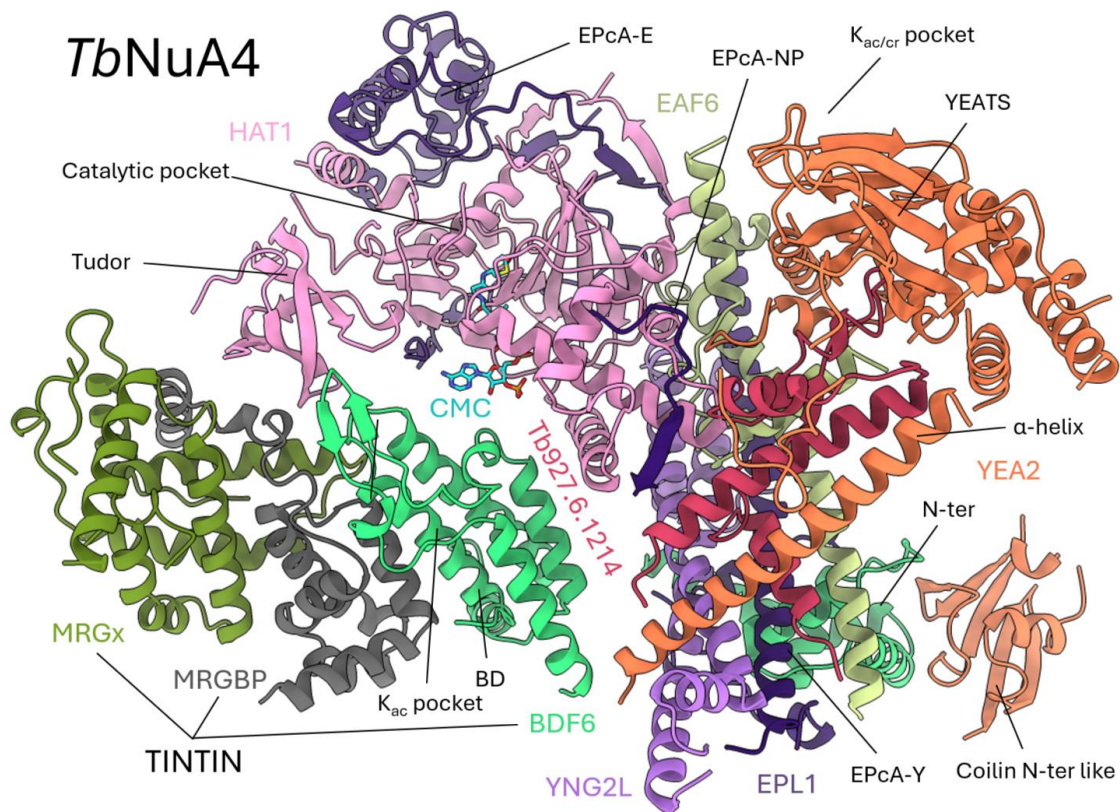 TbNuA4
EPcA-E
EPcA-NP
Kac/cr pocket
EAF6
YEATS
HAT1
Catalytic pocket
Tudor
CMC
Tb927.6.1214
α-helix
YEA2
N-ter
MRGx
MRGBP
Kac pocket
BD
BDF6
TINTIN
YNG2L
EPL1
EPcA-Y
Coilin N-ter like